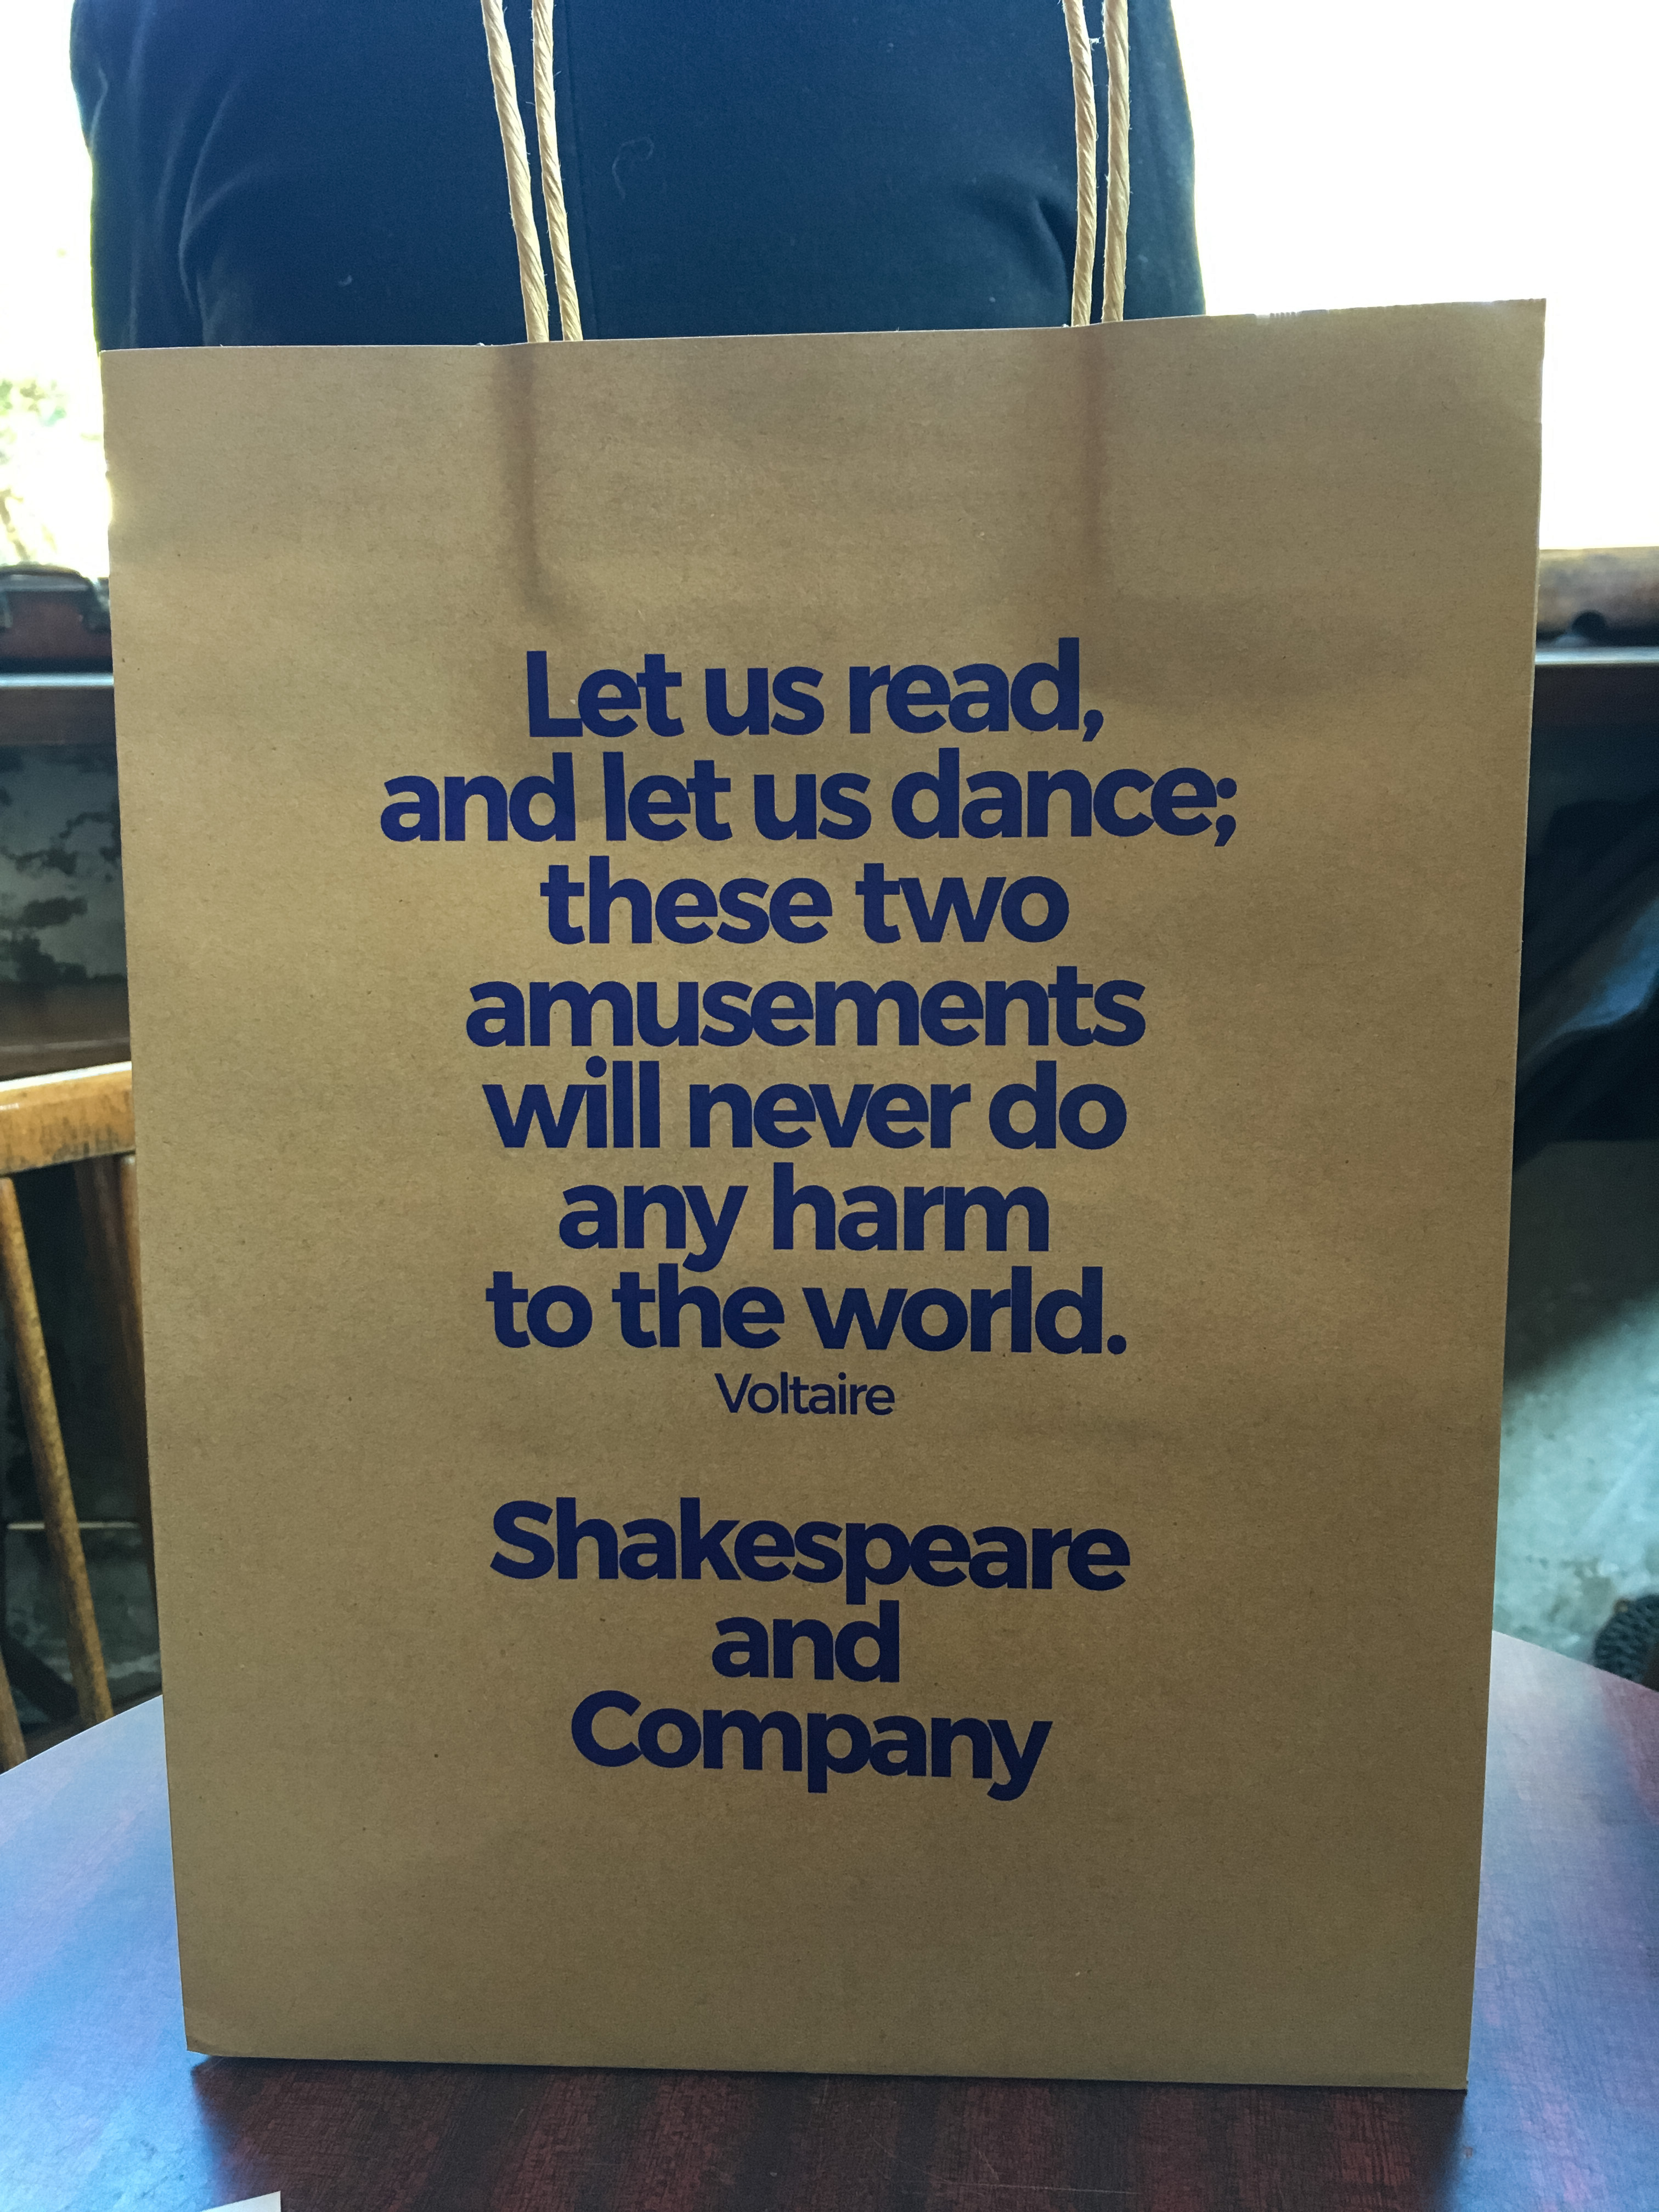 Let us read,
and let us dance;
these two
amusements
will never do
any harm
to the world.
Voltaire
Shakespeare
and
Company